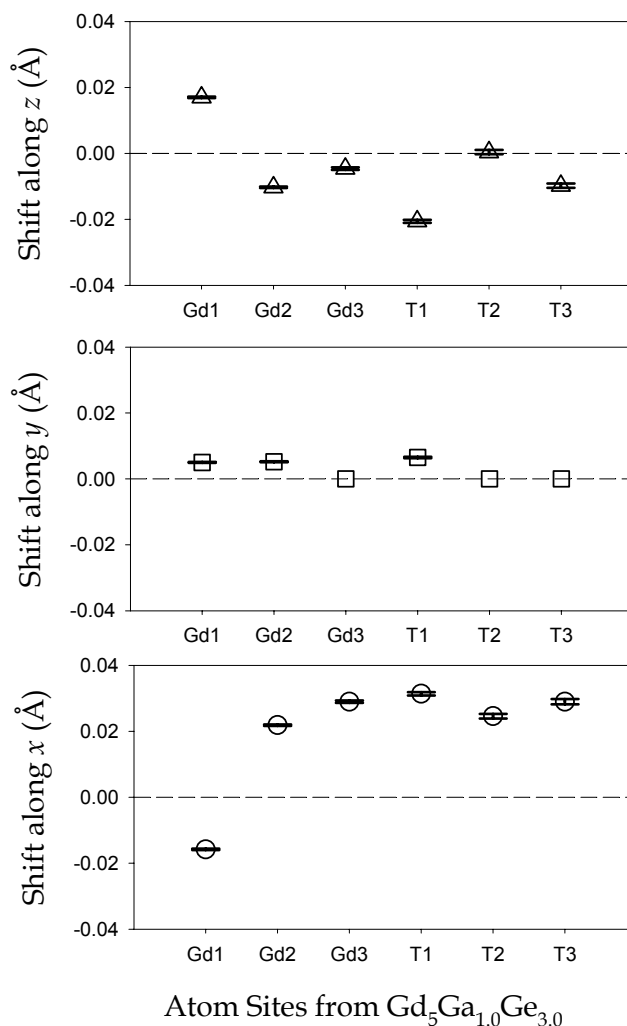 Shift along z (Å)
0.04
0.02
0.00
-0.02
-0.04
Gd1 Gd2 Gd3 T1 T2 T3
Shift along y (Å)
0.04
0.02
0.00
-0.02
-0.04
Gd1 Gd2 Gd3 T1 T2 T3
Shift along x (Å)
0.04
0.02
0.00
-0.02
-0.04
Gd1 Gd2 Gd3 T1 T2 T3
Atom Sites from Gd₅Ga₁.₀Ge₃.₀